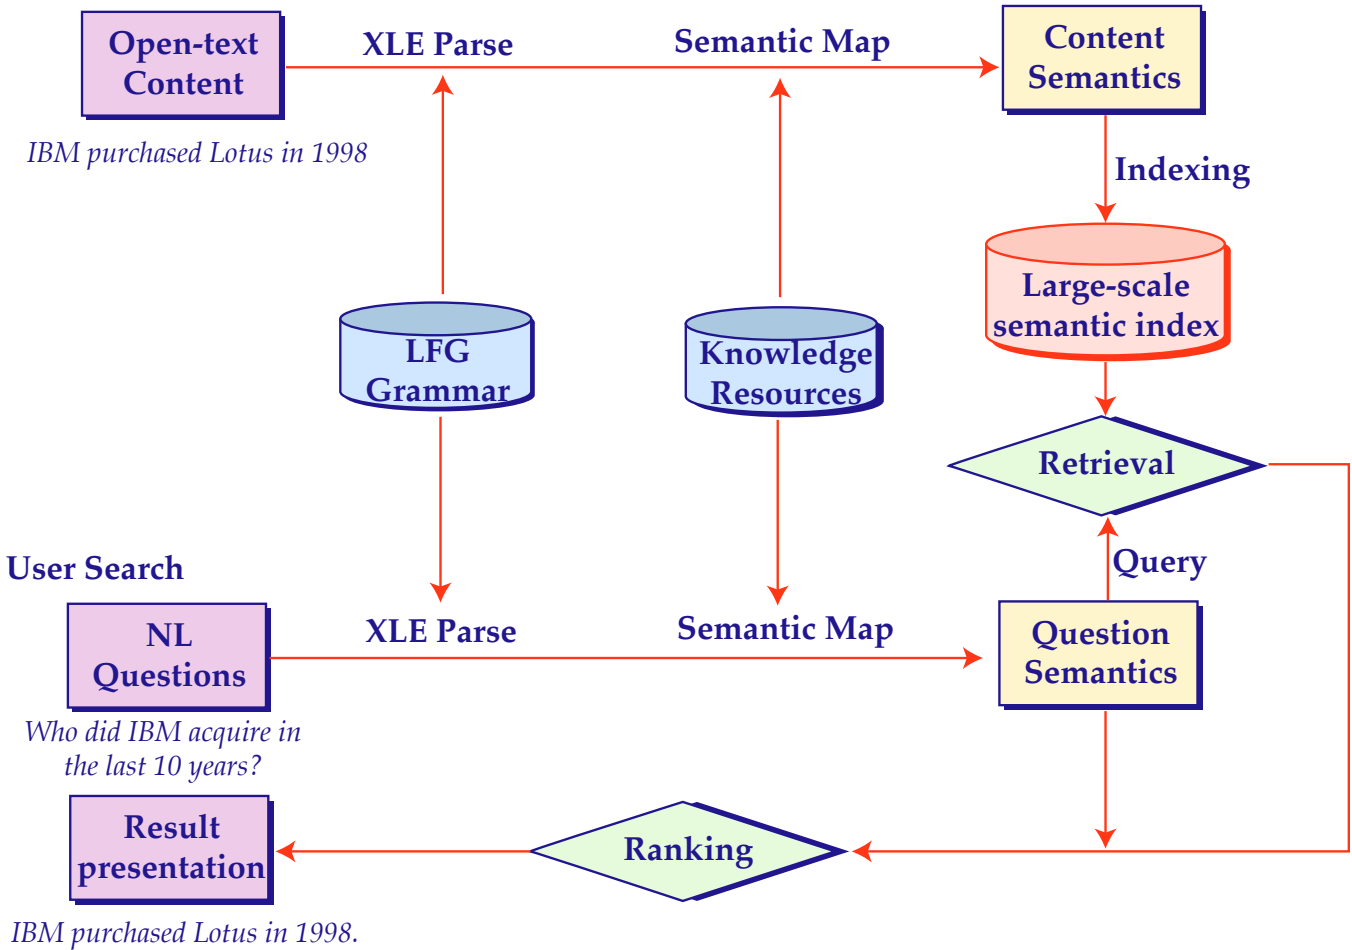 Open-text
Content
XLE Parse
Semantic Map
Content
Semantics
IBM purchased Lotus in 1998
Indexing
Large-scale
semantic index
LFG
Grammar
Knowledge
Resources
Retrieval
User Search
Query
NL
Questions
XLE Parse
Semantic Map
Question
Semantics
Who did IBM acquire in
the last 10 years?
Result
presentation
Ranking
IBM purchased Lotus in 1998.